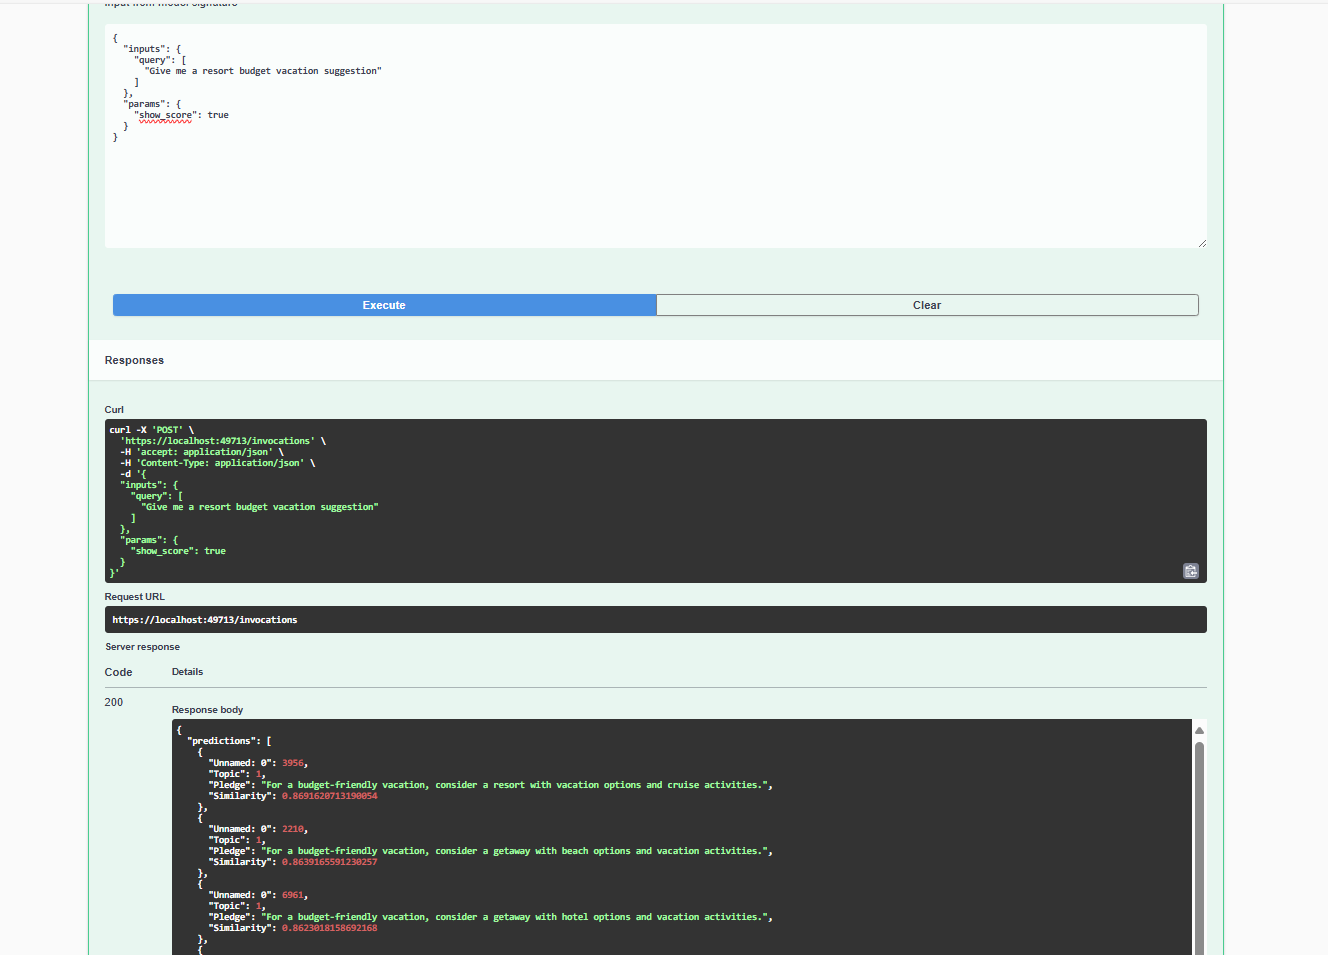 Input from model signature
{
  "inputs": {
    "query": [
      "Give me a resort budget vacation suggestion"
    ]
  },
  "params": {
    "show_score": true
  }
}
Execute
Clear
Responses
Curl
curl -X 'POST' \
  'https://localhost:49713/invocations' \
  -H 'accept: application/json' \
  -H 'Content-Type: application/json' \
  -d '{
  "inputs": {
    "query": [
      "Give me a resort budget vacation suggestion"
    ]
  },
  "params": {
    "show_score": true
  }
}'
Request URL
https://localhost:49713/invocations
Server response
Code Details
200
Response body
{
  "predictions": [
    {
      "Unnamed: 0": 3956,
      "Topic": 1,
      "Pledge": "For a budget-friendly vacation, consider a resort with vacation options and cruise activities.",
      "Similarity": 0.8691620713190054
    },
    {
      "Unnamed: 0": 2210,
      "Topic": 1,
      "Pledge": "For a budget-friendly vacation, consider a getaway with beach options and vacation activities.",
      "Similarity": 0.8639165591230257
    },
    {
      "Unnamed: 0": 6961,
      "Topic": 1,
      "Pledge": "For a budget-friendly vacation, consider a getaway with hotel options and vacation activities.",
      "Similarity": 0.8623018158692168
    },
    {